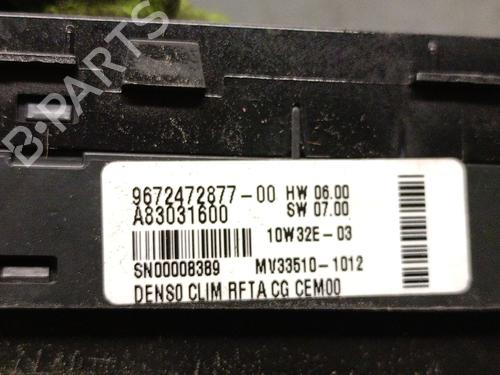 B-PARTS
9672472877-00 HW 06.00
A83031600 SW 07.00
10W32E-03
SN00008389 MV33510-1012
DENSO CLIM RFTA CG CEM00